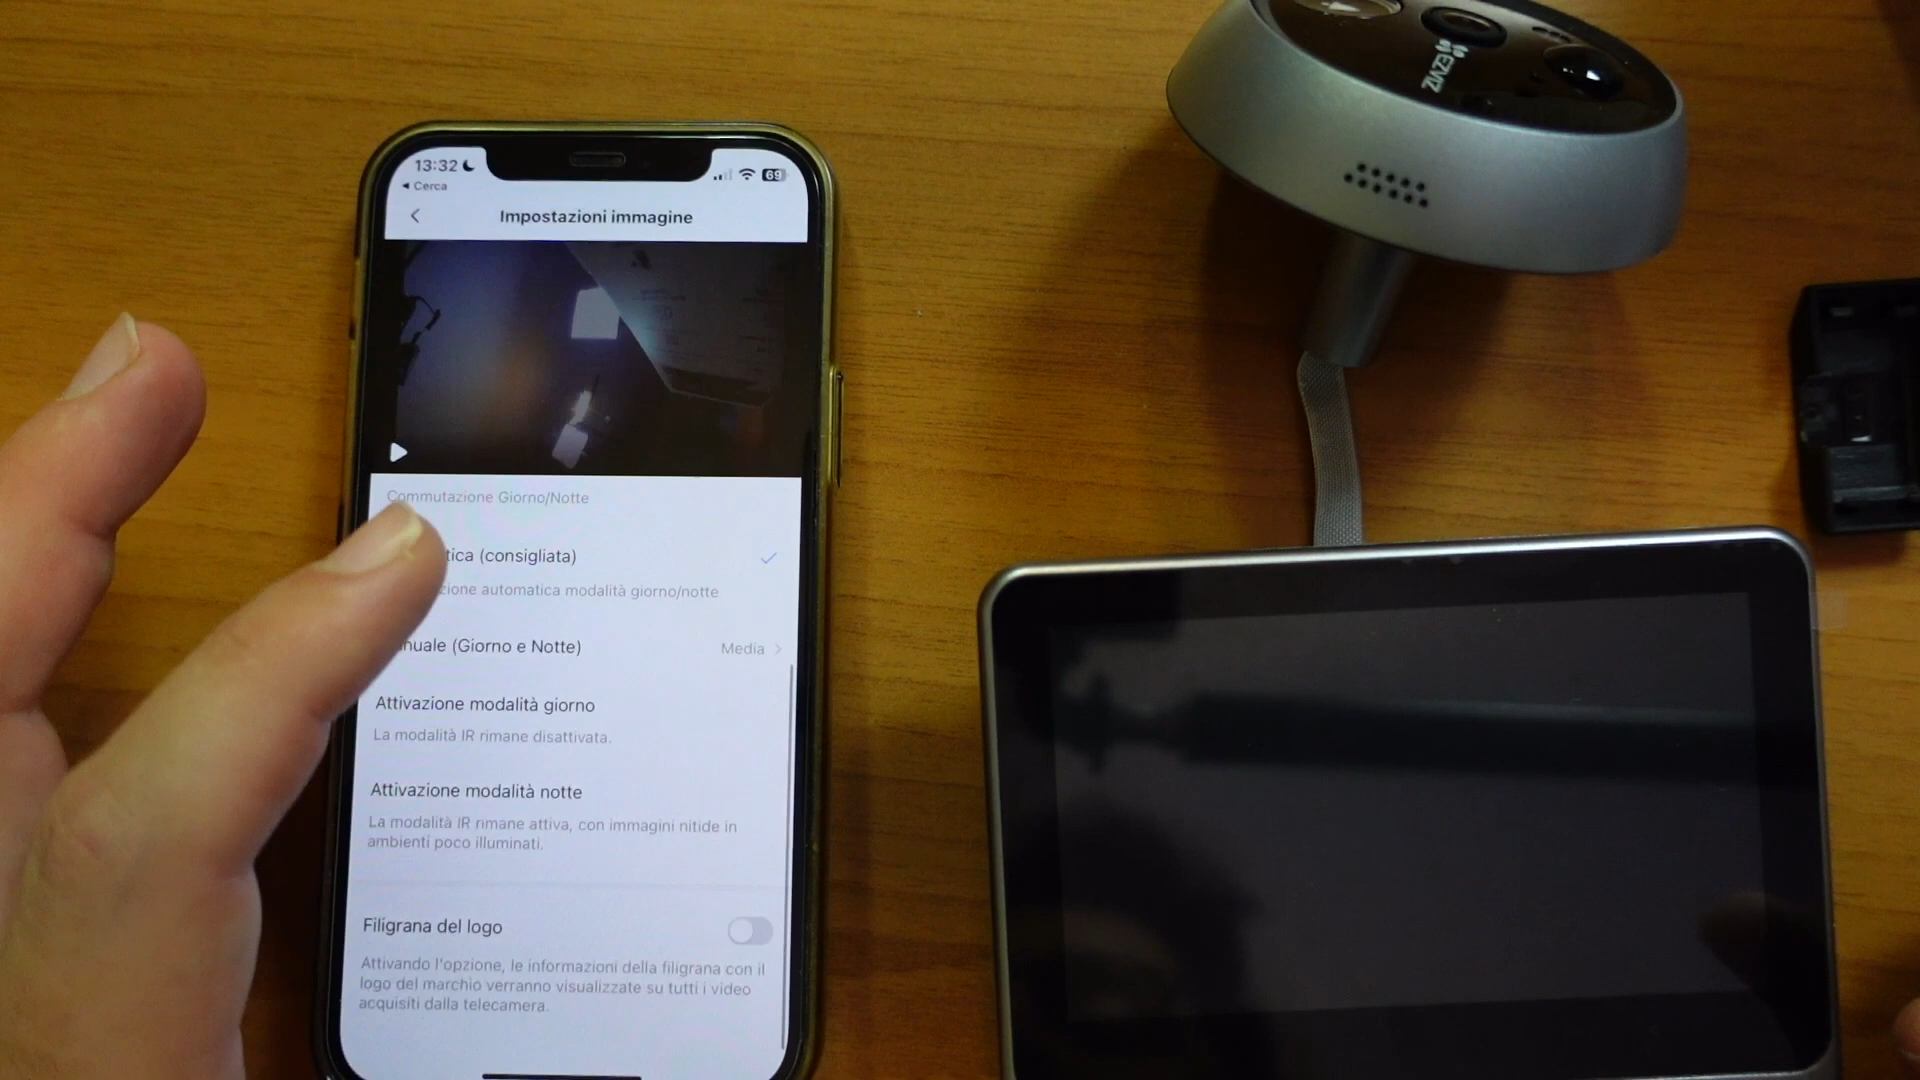 13:32
69
Cerca
Impostazioni immagine
EZVIZ
Commutazione Giorno/Notte
(consigliata)
automatica modalità giorno/notte
(Giorno e Notte) Media
Attivazione modalità giorno
La modalità IR rimane disattivata.
Attivazione modalità notte
La modalità IR rimane attiva, con immagini nitide in
ambienti poco illuminati.
Filigrana del logo
Attivando l'opzione, le informazioni della filigrana con il
logo del marchio verranno visualizzate su tutti i video
acquisiti dalla telecamera.